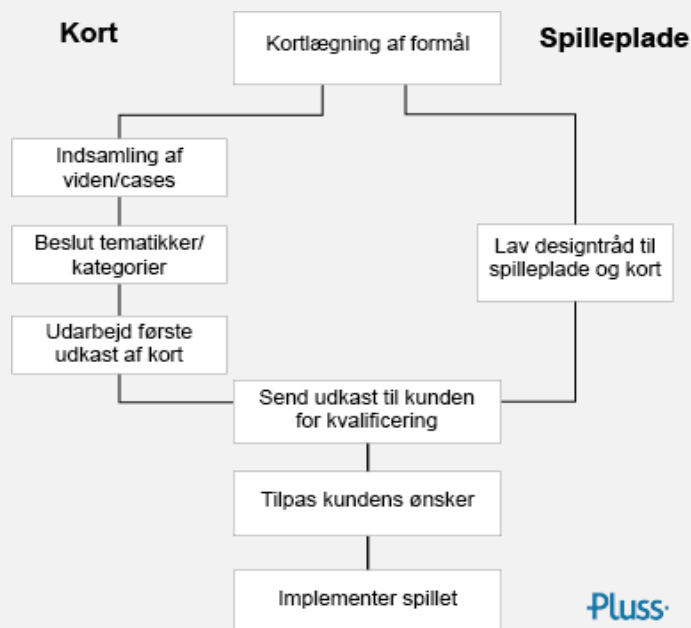 Kort
Kortlægning af formål
Spilleplade
Indsamling af
viden/cases
Beslut tematikker/
kategorier
Udarbejd første
udkast af kort
Lav designtråd til
spilleplade og kort
Send udkast til kunden
for kvalificering
Tilpas kundens ønsker
Implementer spillet
Pluss